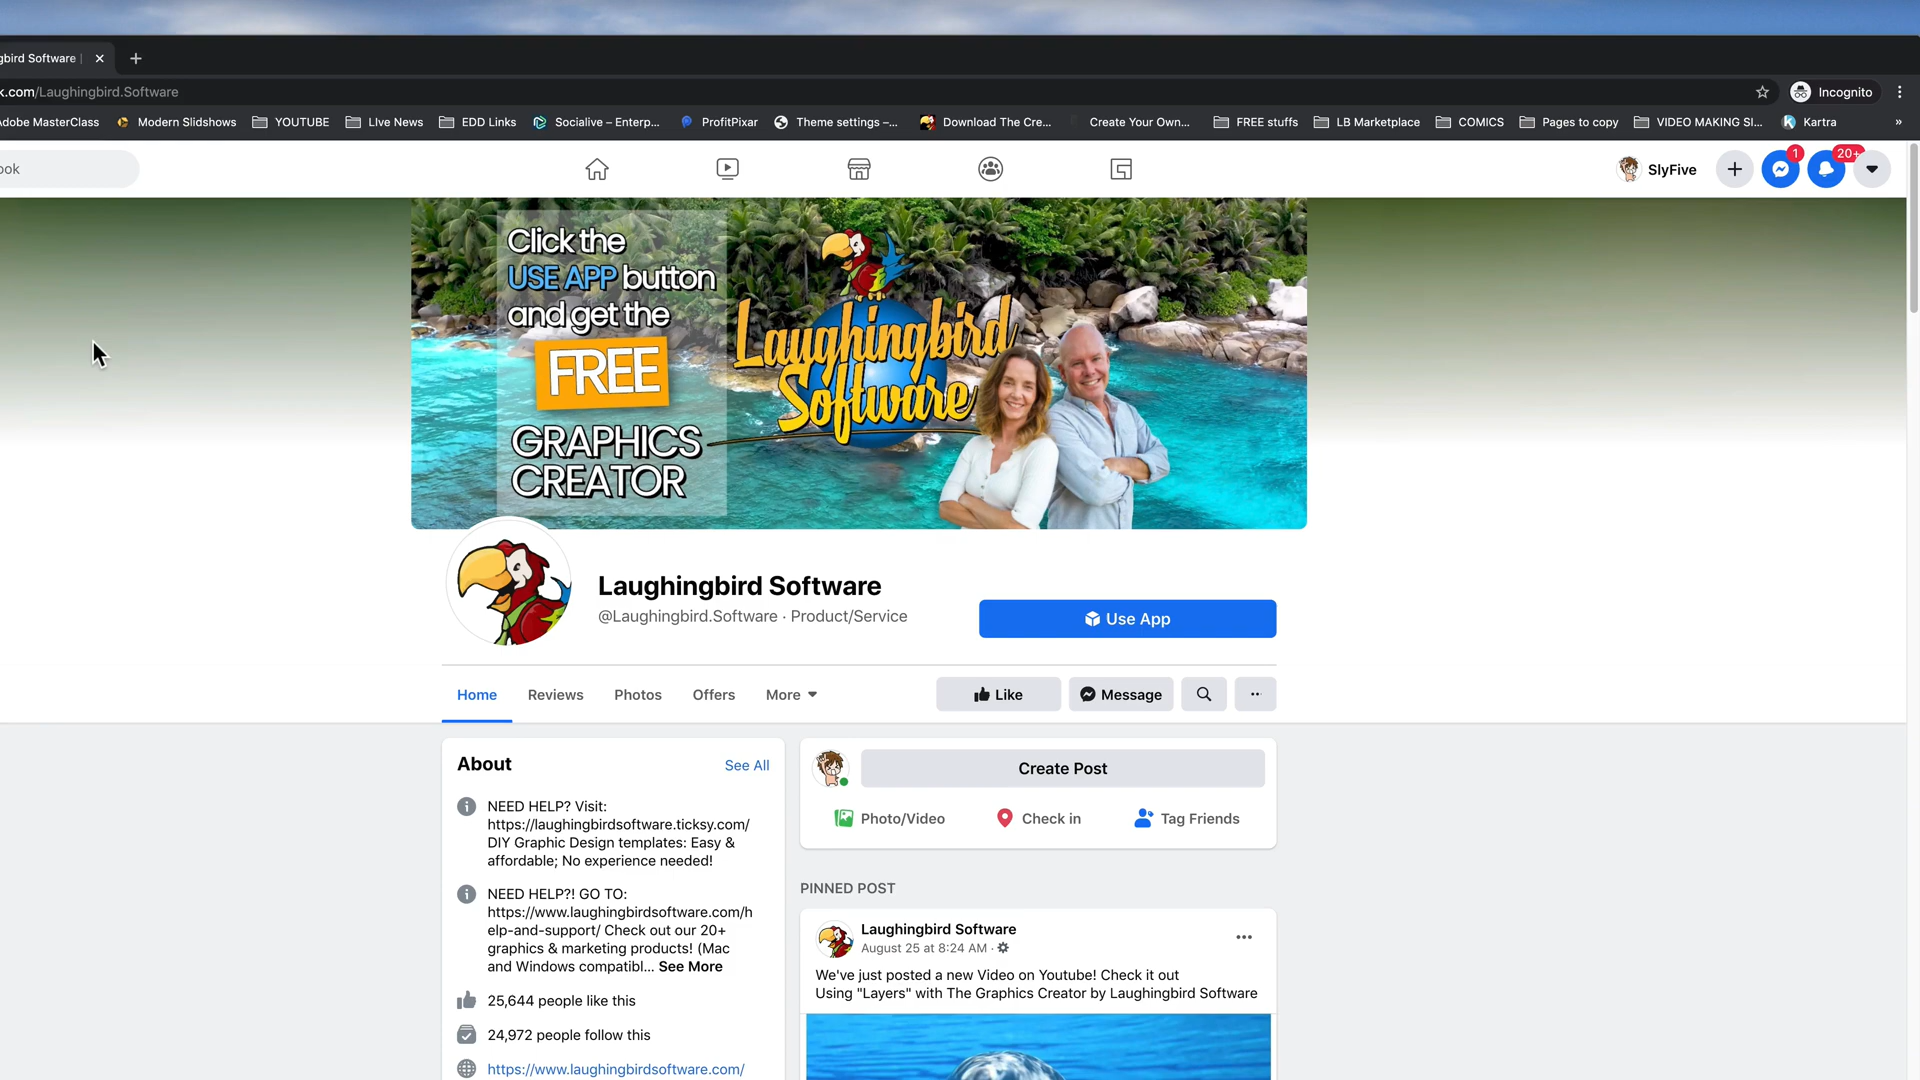 gbird Software |
k.com/Laughingbird.Software
Incognito
Adobe MasterClass
Modern Slidshows
YOUTUBE
LIve News
EDD Links
Socialive – Enterp...
ProfitPixar
Theme settings –...
Download The Cre...
Create Your Own...
FREE stuffs
LB Marketplace
COMICS
Pages to copy
VIDEO MAKING SI...
Kartra
»
ook
SlyFive
1
20+
Click the
USE APP button
and get the
FREE
GRAPHICS
CREATOR
Laughingbird
Software
Laughingbird Software
@Laughingbird.Software · Product/Service
Use App
Home
Reviews
Photos
Offers
More
Like
Message
About
See All
NEED HELP? Visit:
https://laughingbirdsoftware.ticksy.com/
DIY Graphic Design templates: Easy &
affordable; No experience needed!
NEED HELP?! GO TO:
https://www.laughingbirdsoftware.com/h
elp-and-support/ Check out our 20+
graphics & marketing products! (Mac
and Windows compatibl... See More
25,644 people like this
24,972 people follow this
https://www.laughingbirdsoftware.com/
Create Post
Photo/Video
Check in
Tag Friends
PINNED POST
Laughingbird Software
August 25 at 8:24 AM ·
We've just posted a new Video on Youtube! Check it out
Using "Layers" with The Graphics Creator by Laughingbird Software